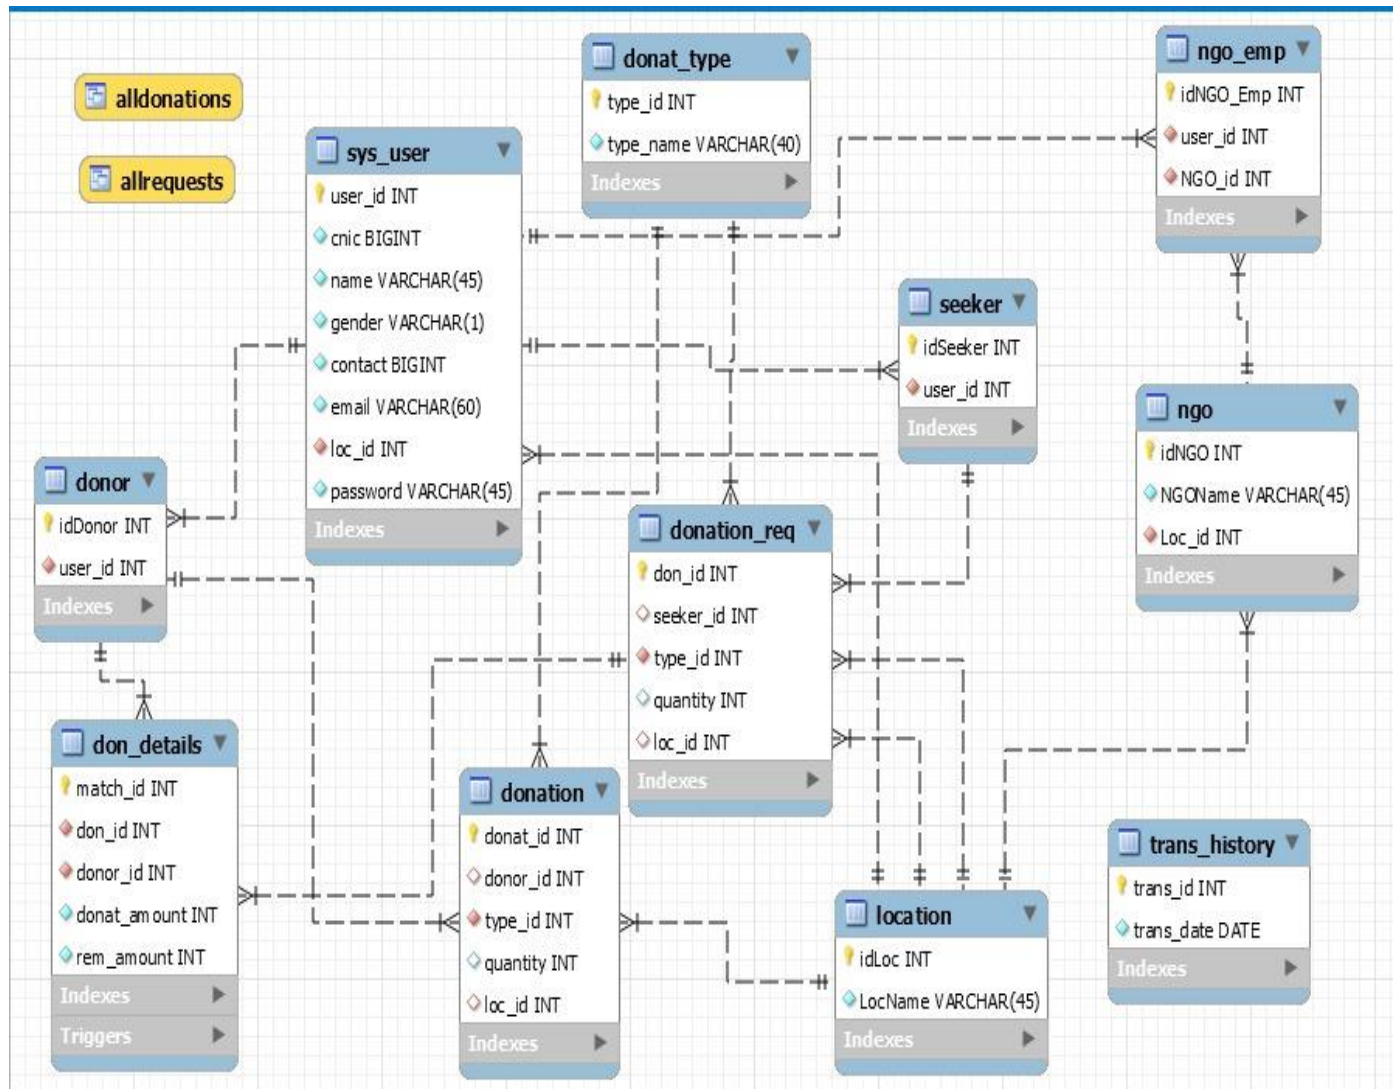 alldonations
allrequests
sys_user
user_id INT
cnic BIGINT
name VARCHAR(45)
gender VARCHAR(1)
contact BIGINT
email VARCHAR(60)
loc_id INT
password VARCHAR(45)
Indexes
donat_type
type_id INT
type_name VARCHAR(40)
Indexes
ngo_emp
idNGO_Emp INT
user_id INT
NGO_id INT
Indexes
seeker
idSeeker INT
user_id INT
Indexes
ngo
idNGO INT
NGOName VARCHAR(45)
Loc_id INT
Indexes
donor
idDonor INT
user_id INT
Indexes
donation_req
don_id INT
seeker_id INT
type_id INT
quantity INT
loc_id INT
Indexes
don_details
match_id INT
don_id INT
donor_id INT
donat_amount INT
rem_amount INT
Indexes
Triggers
donation
donat_id INT
donor_id INT
type_id INT
quantity INT
loc_id INT
Indexes
location
idLoc INT
LocName VARCHAR(45)
Indexes
trans_history
trans_id INT
trans_date DATE
Indexes